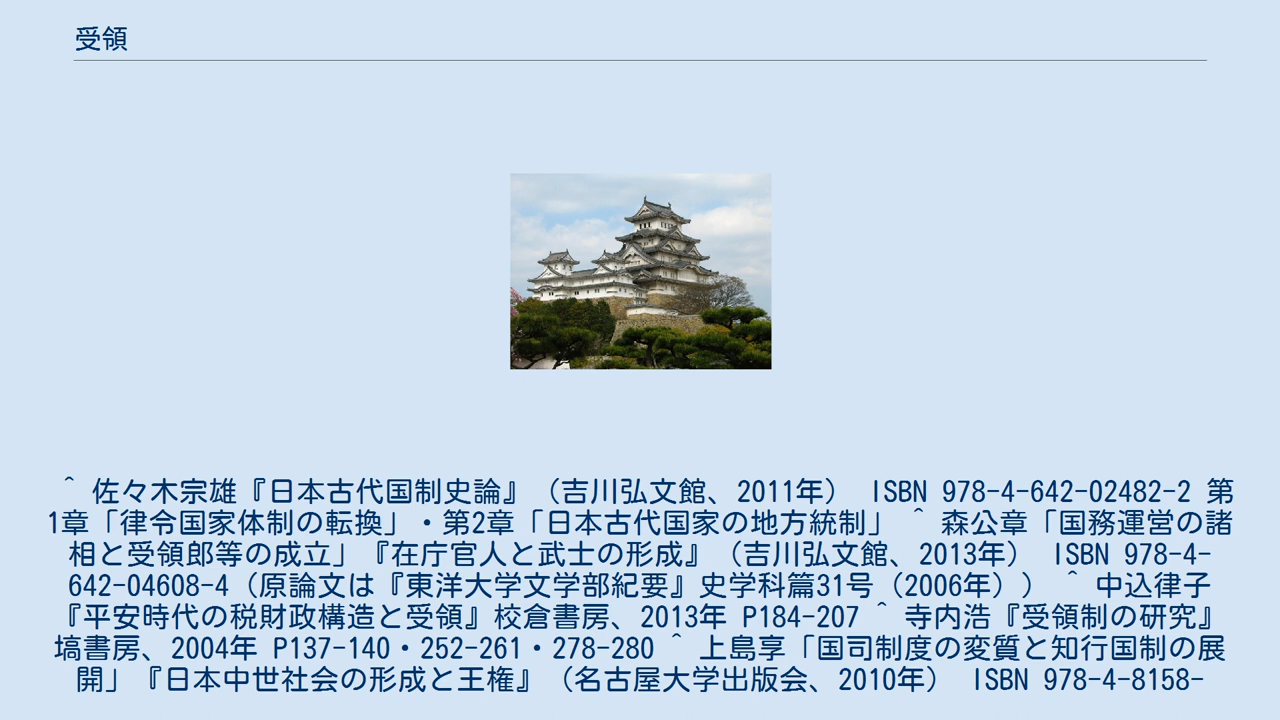 受領
^ 佐々木宗雄『日本古代国制史論』（吉川弘文館、2011年） ISBN 978-4-642-02482-2 第
1章「律令国家体制の転換」・第2章「日本古代国家の地方統制」 ^ 森公章「国務運営の諸
相と受領郎等の成立」『在庁官人と武士の形成』（吉川弘文館、2013年） ISBN 978-4-
642-04608-4（原論文は『東洋大学文学部紀要』史学科篇31号（2006年）） ^ 中込律子
『平安時代の税財政構造と受領』校倉書房、2013年 P184-207 ^ 寺内浩『受領制の研究』
塙書房、2004年 P137-140・252-261・278-280 ^ 上島享「国司制度の変質と知行国制の展
開」『日本中世社会の形成と王権』（名古屋大学出版会、2010年） ISBN 978-4-8158-